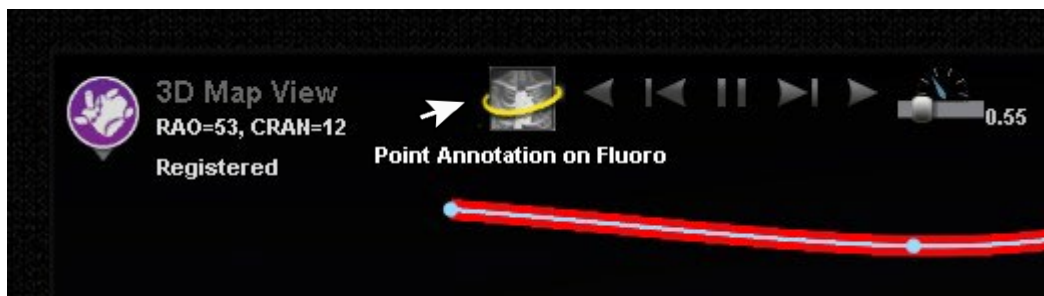 3D Map View
RAO=53, CRAN=12
Registered
Point Annotation on Fluoro
0.55